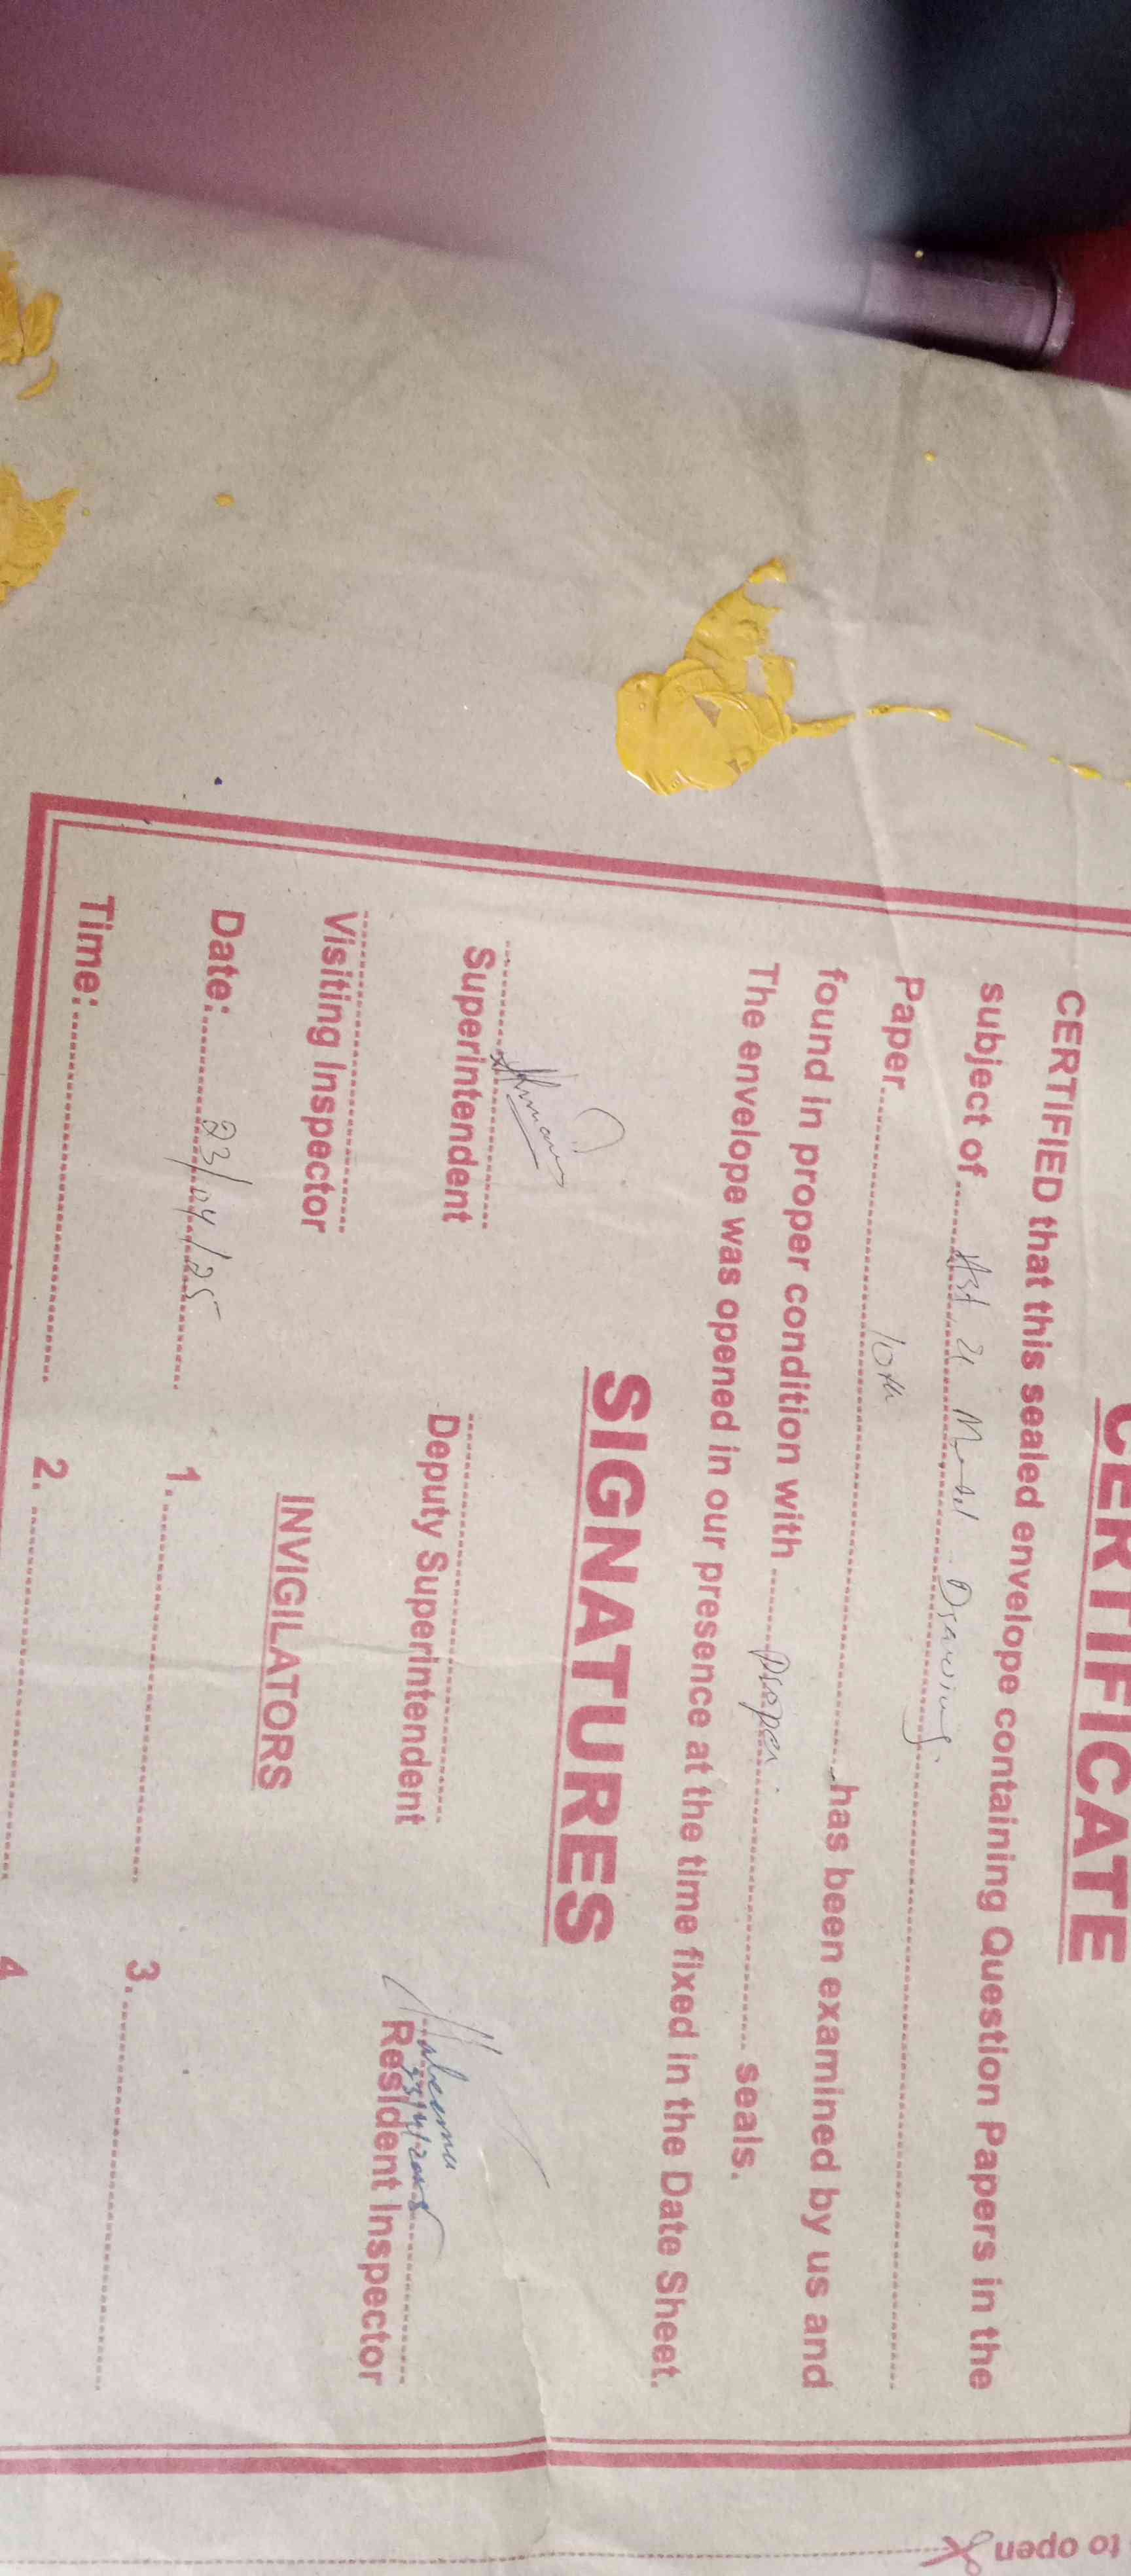 CERTIFICATE
CERTIFIED that this sealed envelope containing Question Papers in the
subject of Drawing.
Paper 10th has been examined by us and
found in proper condition with proper seals.
The envelope was opened in our presence at the time fixed in the Date Sheet.
SIGNATURES
Superintendent Deputy Superintendent Resident Inspector
Visiting Inspector
INVIGILATORS
Date: 23/04/25 1. 3.
Time: 2. 4
to open